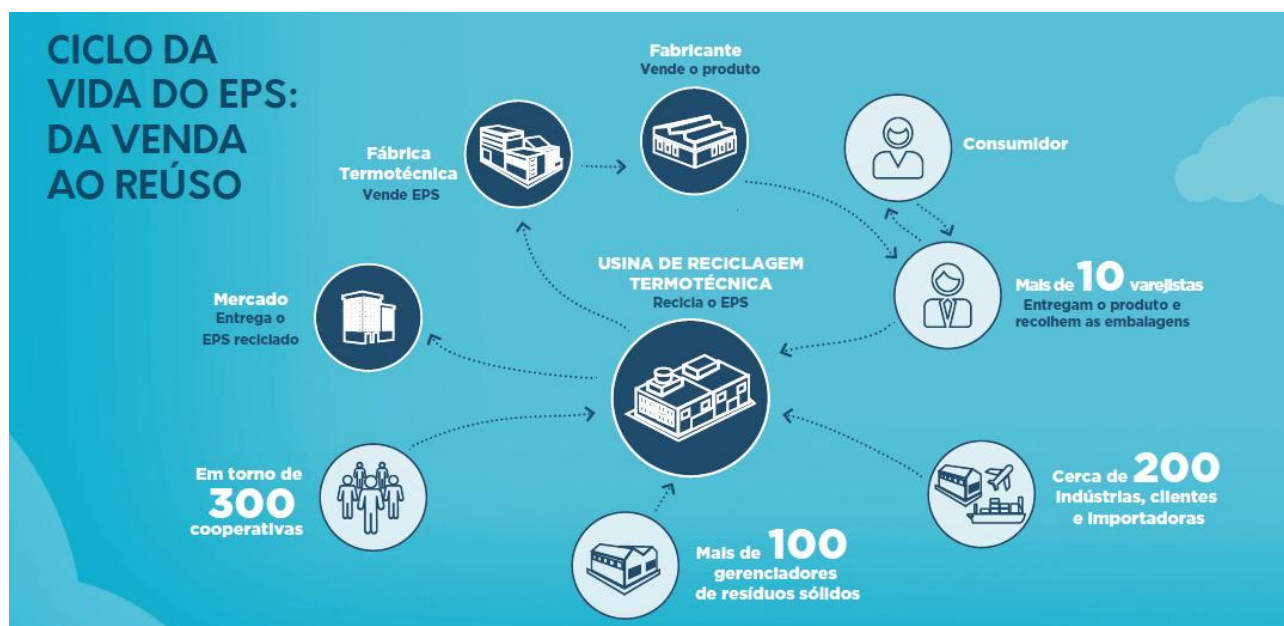 CICLO DA
VIDA DO EPS:
DA VENDA
AO REÚSO
Fabricante
Vende o produto
Fábrica
Termotécnica
Vende EPS
Consumidor
USINA DE RECICLAGEM
TERMOTÉCNICA
Recicla o EPS
Mais de 10 varejistas
Entregam o produto e
recolhem as embalagens
Mercado
Entrega o
EPS reciclado
Em torno de
300
cooperativas
Mais de 100
gerenciadores
de resíduos sólidos
Cerca de 200
indústrias, clientes
e importadoras